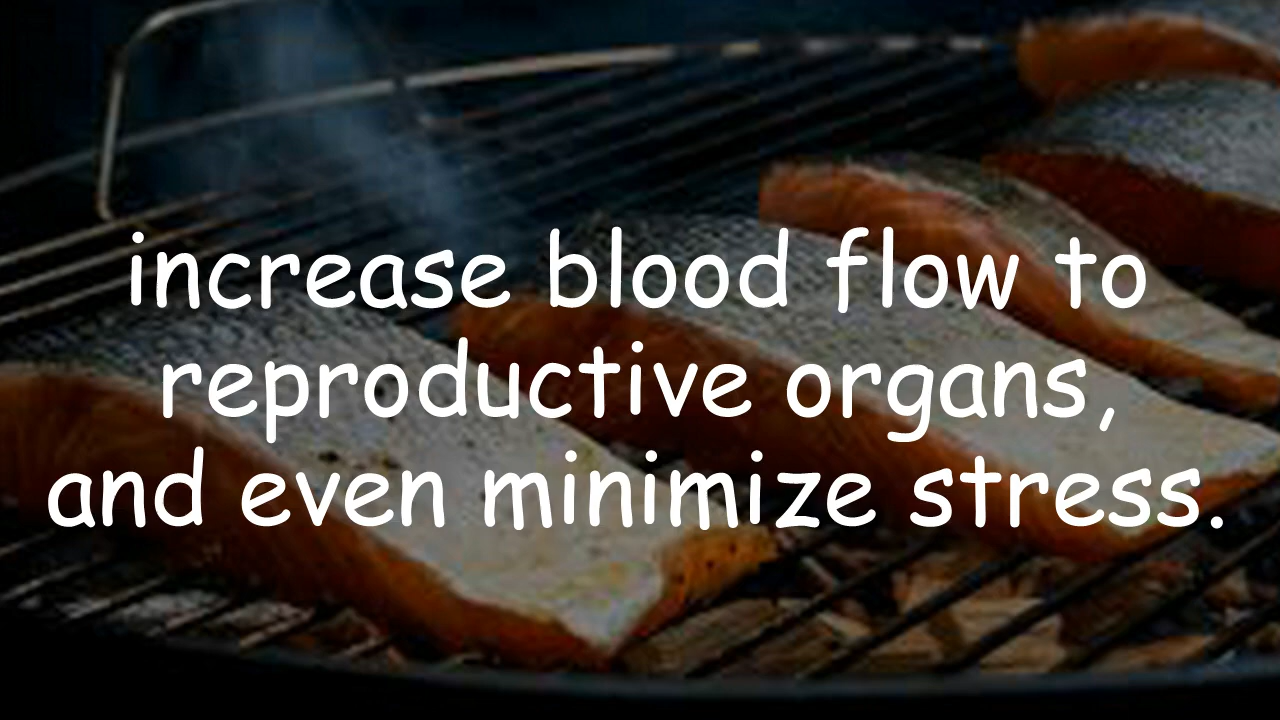 increase blood flow to
reproductive organs,
and even minimize stress.